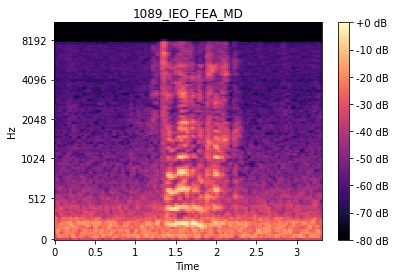 1089_IEO_FEA_MD
+0 dB
8192
-10 dB
4096
-20 dB
-30 dB
2048
-40 dB
Hz
1024
-50 dB
512
-60 dB
-70 dB
0
-80 dB
0 0.5 1 1.5 2 2.5 3
Time